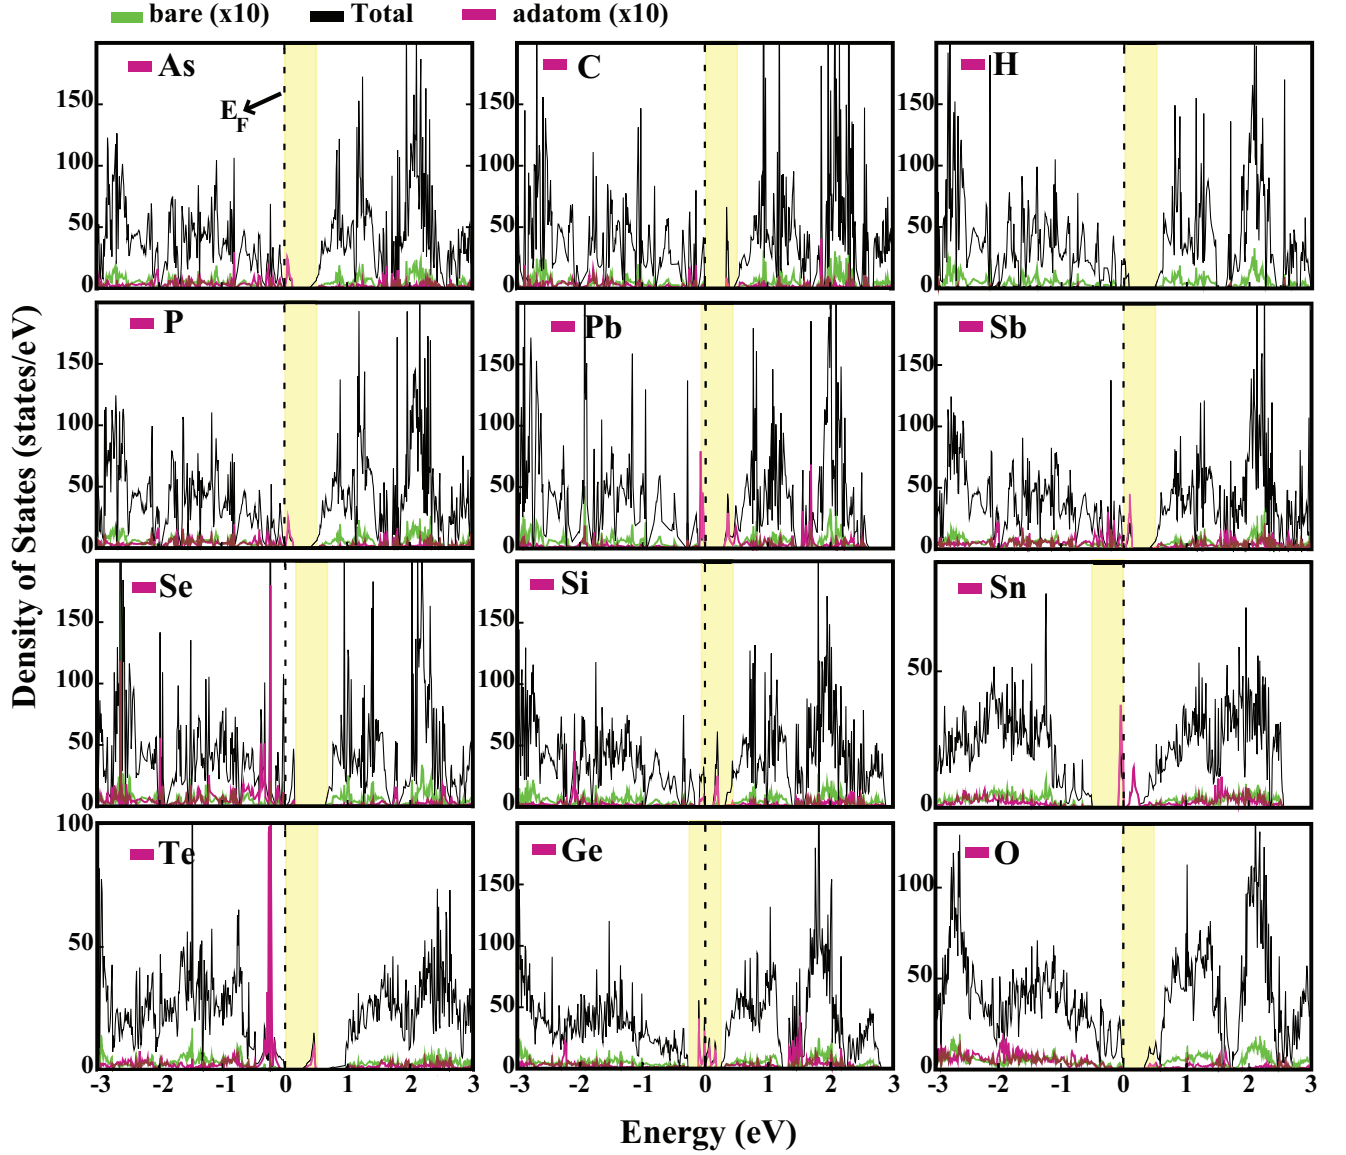 bare (x10) Total adatom (x10)
As C H
E_F
150 150 150
100 100 100
50 50 50
0 0 0
P Pb Sb
150 150 150
100 100 100
50 50 50
0 0 0
Se Si Sn
150 150
100 100
50 50 50
0 0 0
Te Ge O
100 150 100
50 100 50
0 50 0
0
-3 -2 -1 0 1 2 3 -3 -2 -1 0 1 2 3 -3 -2 -1 0 1 2 3
Density of States (states/eV)
Energy (eV)